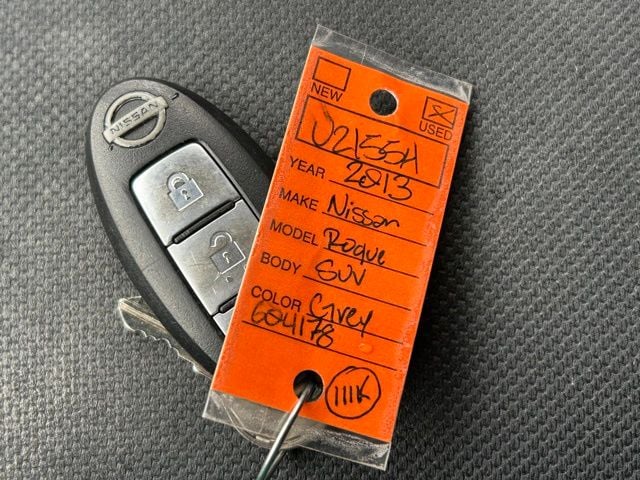 NISSAN
NEW
USED
U2155A
YEAR 2013
MAKE Nissan
MODEL Rogue
BODY SUV
COLOR Grey
604178
111K